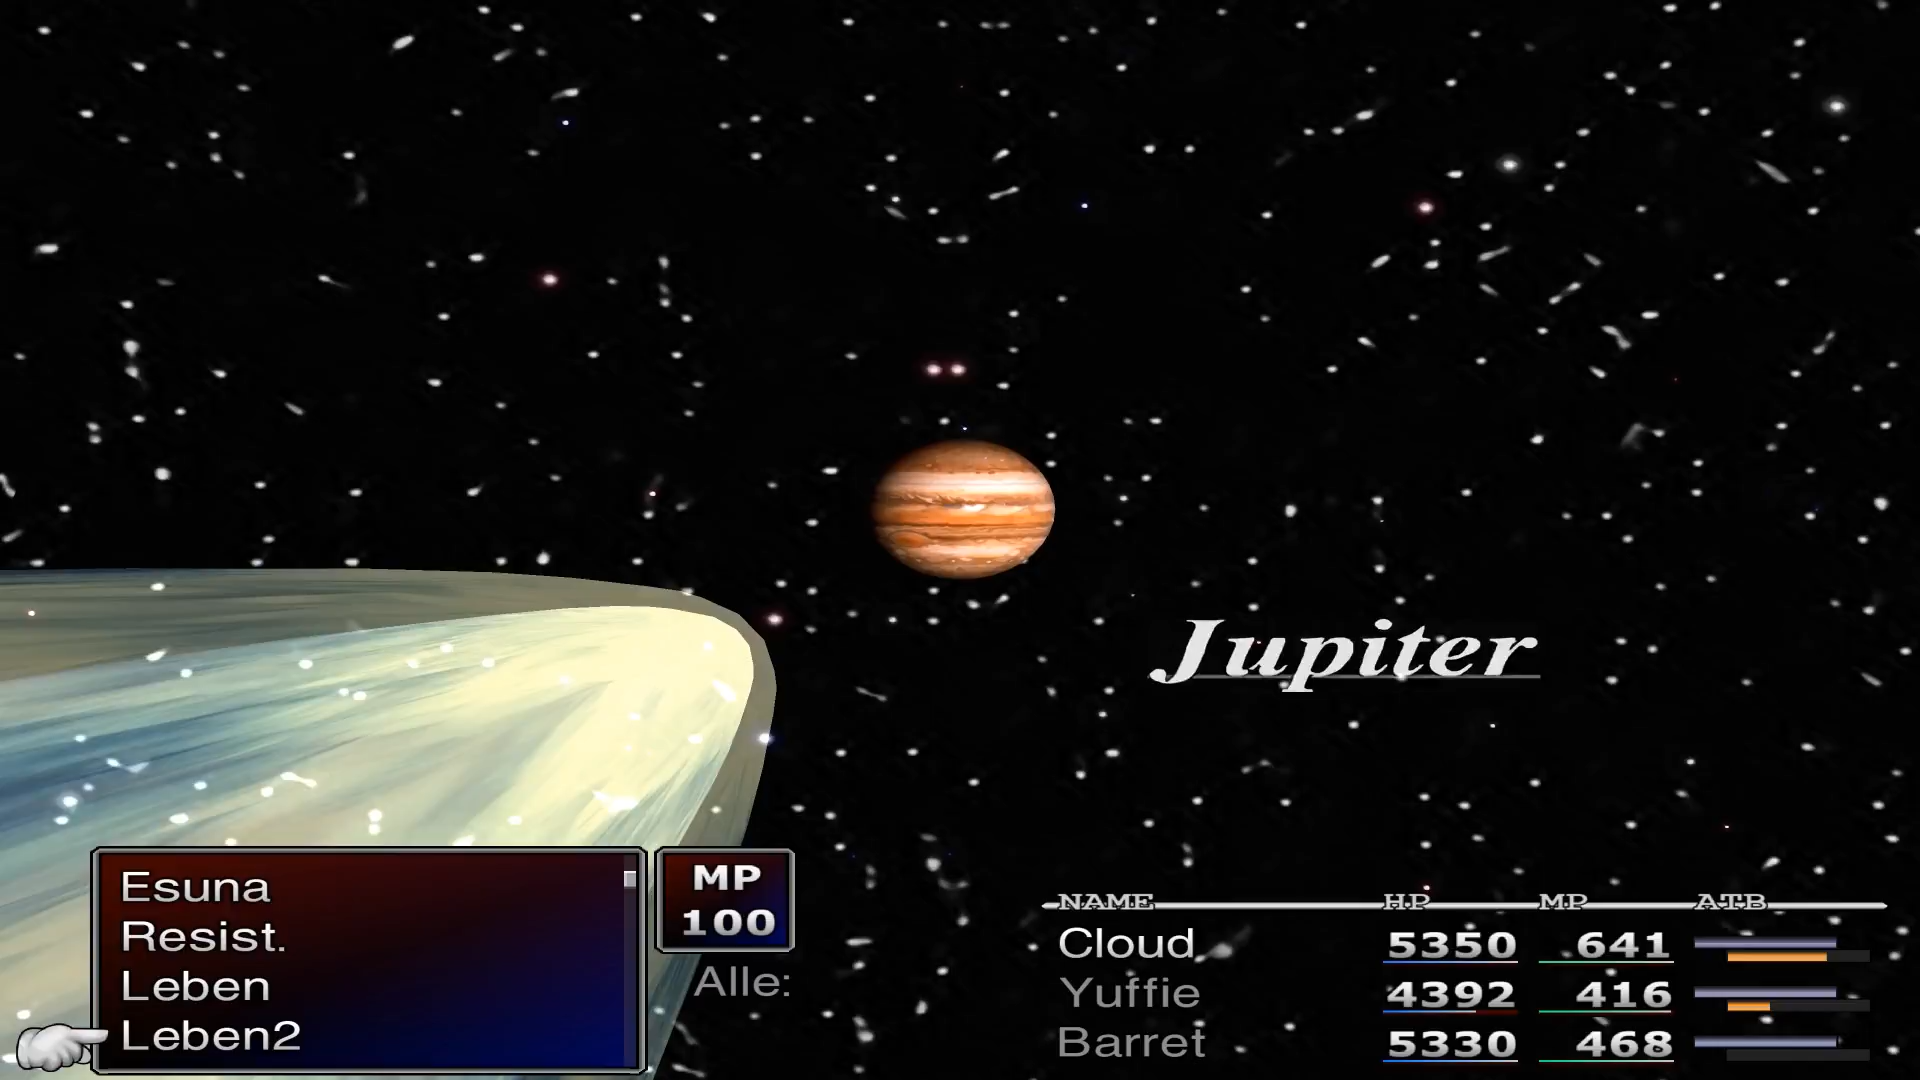 Jupiter
Esuna
Resist.
Leben
Leben2
MP
100
Alle:
NAME HP MP ATB
Cloud 5350 641
Yuffie 4392 416
Barret 5330 468